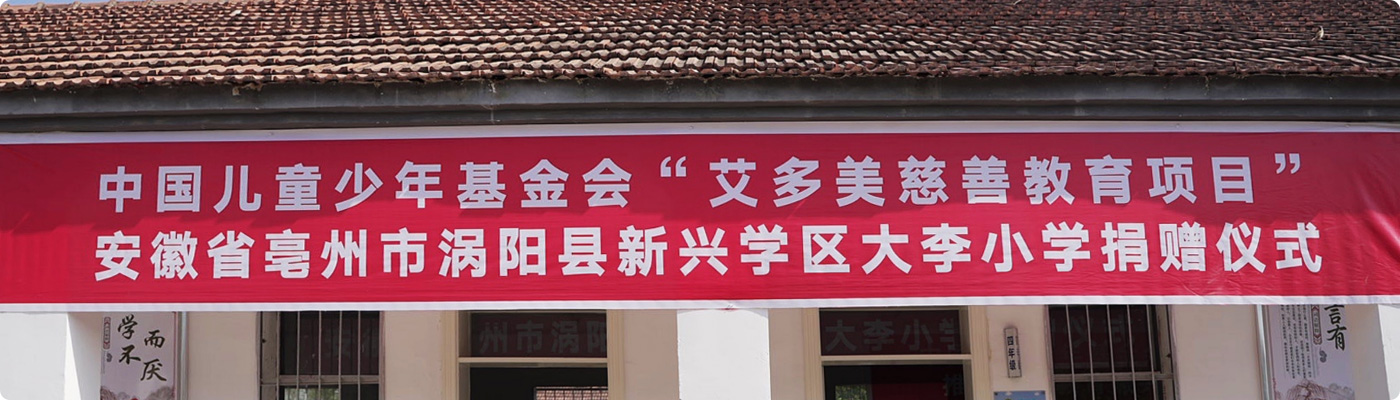 中国儿童少年基金会“艾多美慈善教育项目”
安徽省亳州市涡阳县新兴学区大李小学捐赠仪式
学而
不厌
州市涡阳
大李小学
四年级
言有